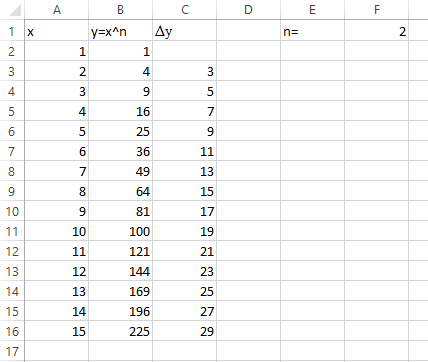 A B C D E F
1 x y=x^n Δy n= 2
2 1 1
3 2 4 3
4 3 9 5
5 4 16 7
6 5 25 9
7 6 36 11
8 7 49 13
9 8 64 15
10 9 81 17
11 10 100 19
12 11 121 21
13 12 144 23
14 13 169 25
15 14 196 27
16 15 225 29
17